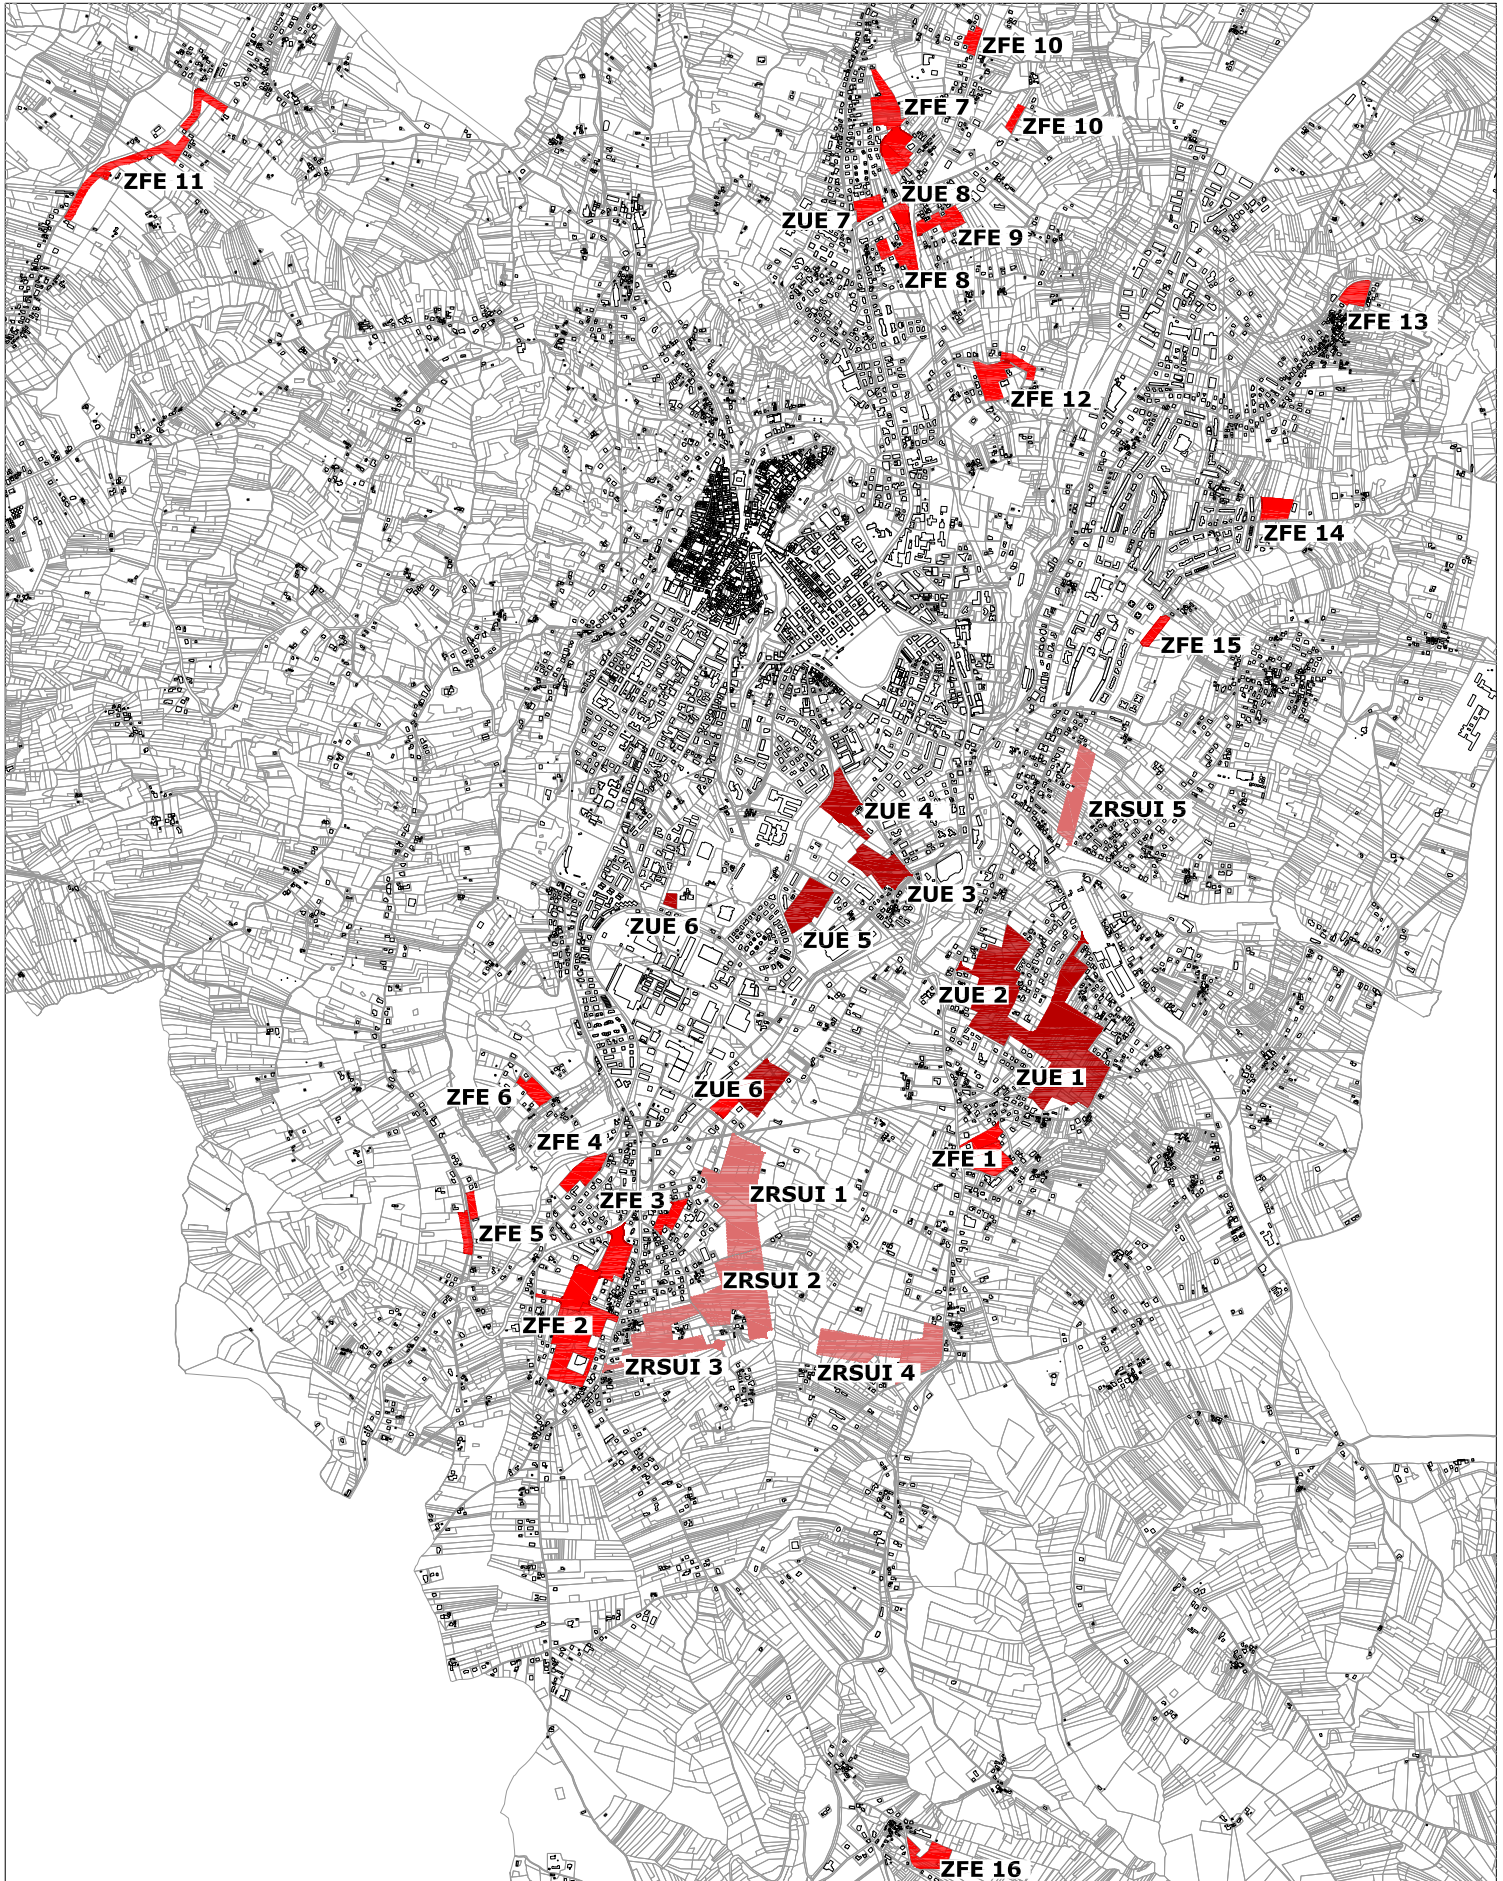 ZFE 10
ZFE 7
ZFE 10
ZFE 11
ZUE 8
ZUE 7
ZFE 9
ZFE 8
ZFE 13
ZFE 12
ZFE 14
ZFE 15
ZUE 4
ZRSUI 5
ZUE 3
ZUE 6
ZUE 5
ZUE 2
ZUE 1
ZUE 6
ZFE 6
ZFE 4
ZFE 1
ZRSUI 1
ZFE 3
ZFE 5
ZRSUI 2
ZFE 2
ZRSUI 3
ZRSUI 4
ZFE 16